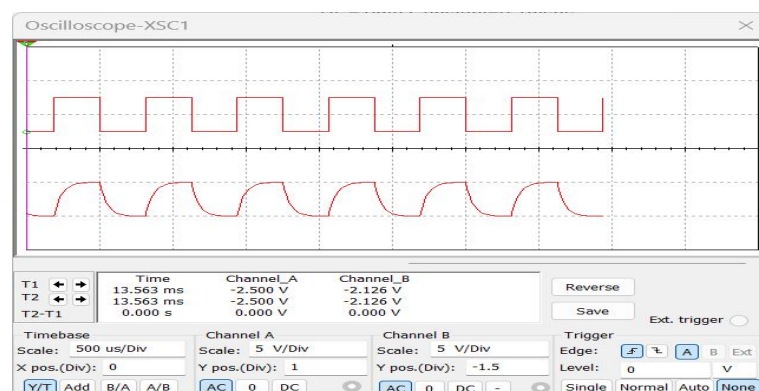 Oscilloscope-XSC1
Time Channel_A Channel_B
T1 13.563 ms -2.500 V -2.126 V
T2 13.563 ms -2.500 V -2.126 V
T2-T1 0.000 s 0.000 V 0.000 V
Reverse
Save
Ext. trigger
Timebase
Scale: 500 us/Div
X pos.(Div): 0
Y/T Add B/A A/B
Channel A
Scale: 5 V/Div
Y pos.(Div): 1
AC 0 DC
Channel B
Scale: 5 V/Div
Y pos.(Div): -1.5
AC 0 DC -
Trigger
Edge: A B Ext
Level: 0 V
Single Normal Auto None